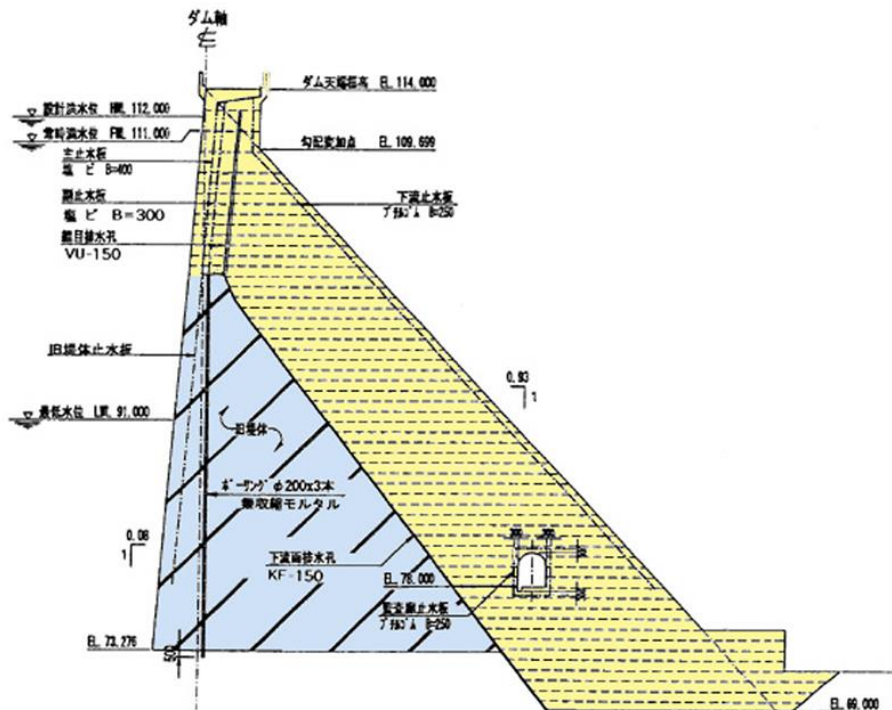 ダム軸
ダム天端標高 EL.114.000
設計洪水位 HWL.112.000
常時満水位 FWL.111.000
勾配変加点 EL.109.699
主止水板
塩ビ B=400
副止水板
塩ビ B=300
下流止水板
ブチルゴム B=250
継目排水孔
VU-150
旧堤体止水板
0.93
1
最低水位 LWL.91.000
旧堤体
ボーリングφ200x3本
無収縮モルタル
0.08
1
下流面排水孔
KF-150
EL.78.000
監査廊止水板
ブチルゴム B=250
EL.73.276
500
EL.69.000